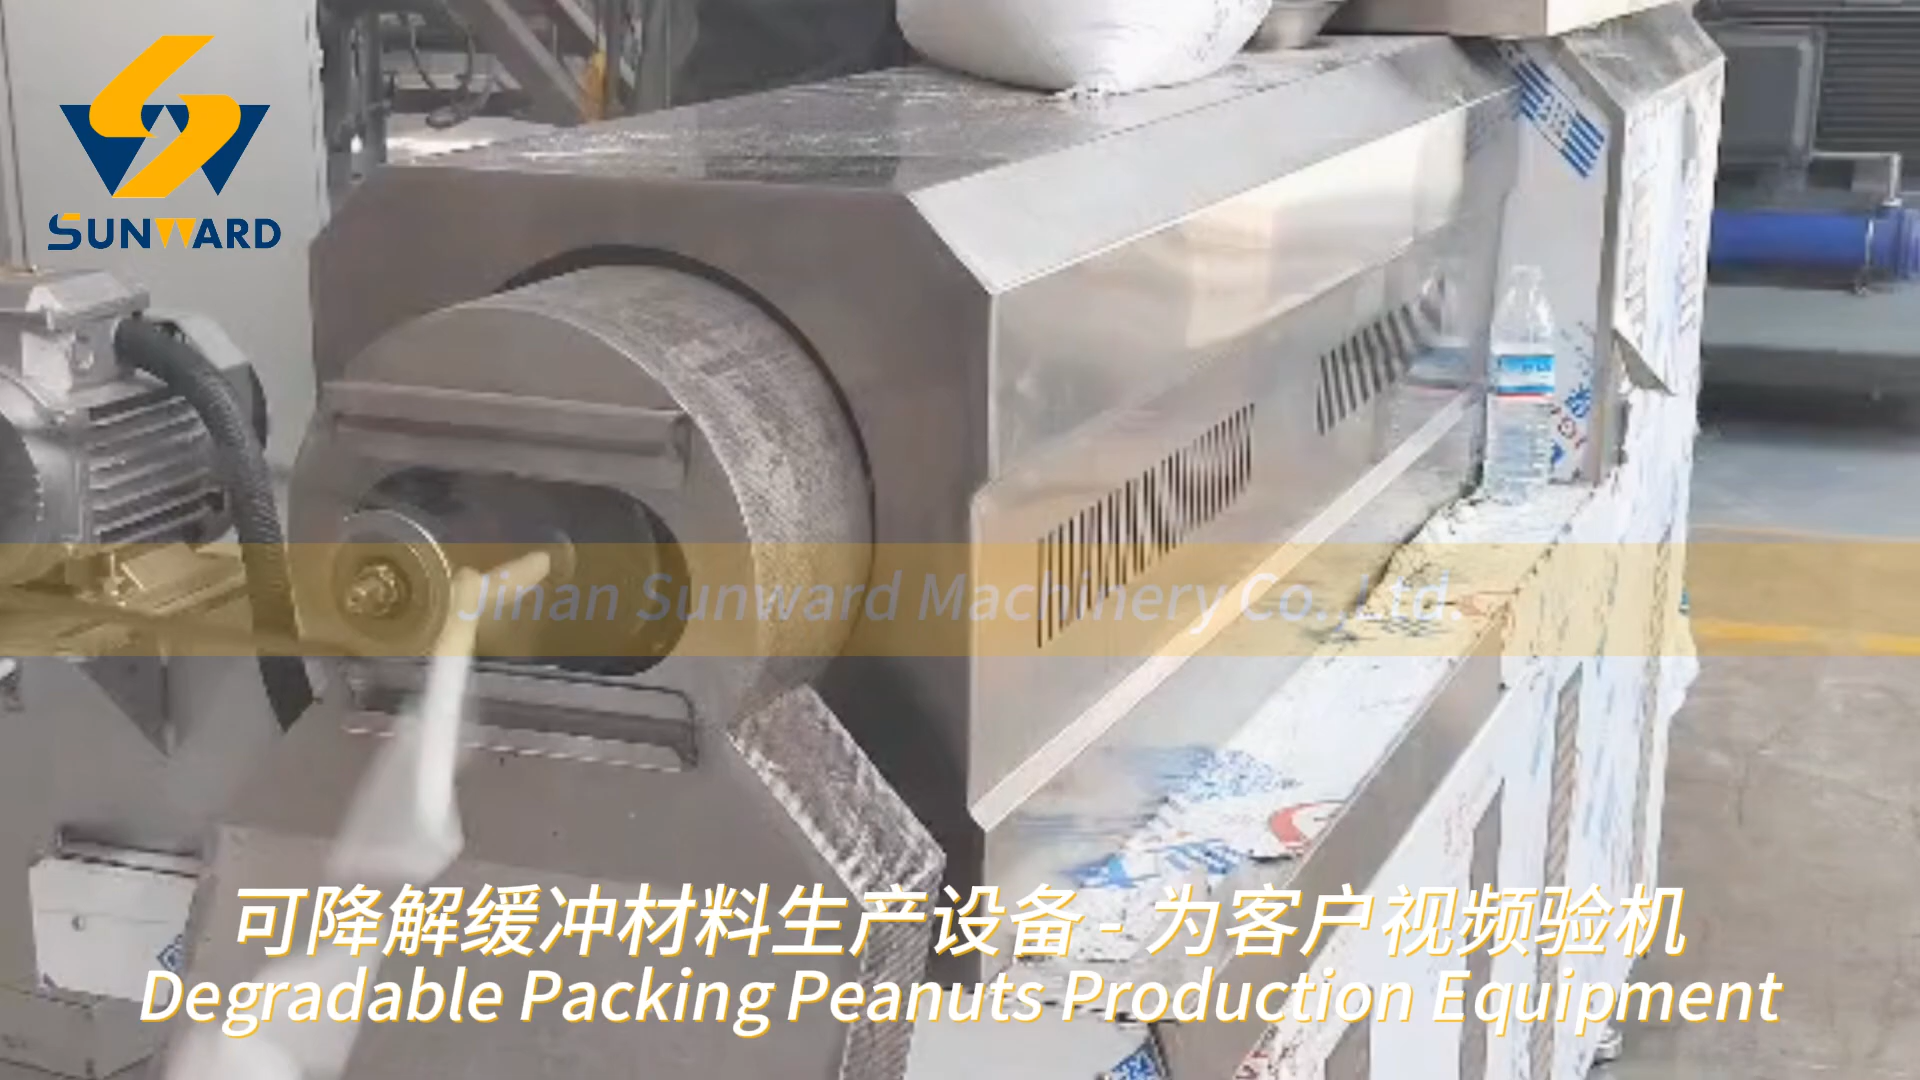 SUNWARD
Jinan Sunward Machinery Co., Ltd.
可降解缓冲材料生产设备 - 为客户视频验机
Degradable Packing Peanuts Production Equipment